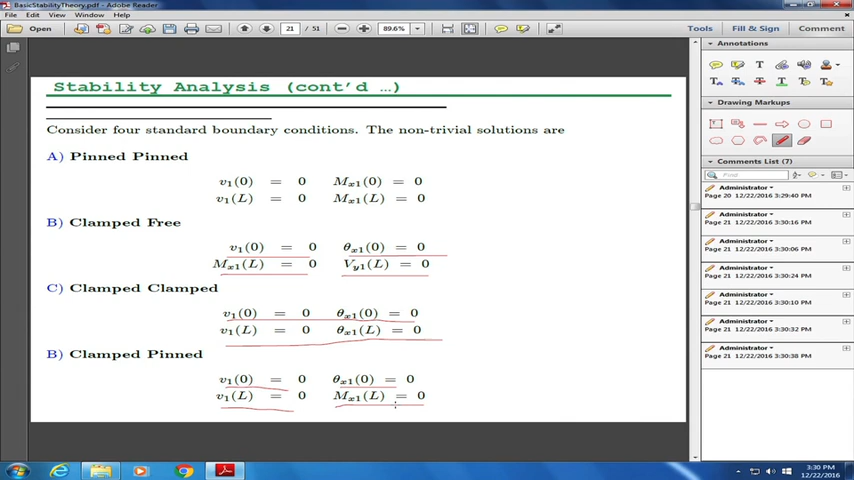 BasicStabilityTheory.pdf - Adobe Reader
File Edit View Window Help
Open
21 / 51
89.6%
Tools Fill & Sign Comment
Stability Analysis (cont'd …)
Consider four standard boundary conditions. The non-trivial solutions are
A) Pinned Pinned
v₁(0) = 0 Mₓ₁(0) = 0
v₁(L) = 0 Mₓ₁(L) = 0
B) Clamped Free
v₁(0) = 0 θₓ₁(0) = 0
Mₓ₁(L) = 0 Vy₁(L) = 0
C) Clamped Clamped
v₁(0) = 0 θₓ₁(0) = 0
v₁(L) = 0 θₓ₁(L) = 0
B) Clamped Pinned
v₁(0) = 0 θₓ₁(0) = 0
v₁(L) = 0 Mₓ₁(L) = 0
Annotations
Drawing Markups
Comments List (7)
Find
Administrator
Page 20 12/22/2016 3:29:40 PM
Administrator
Page 21 12/22/2016 3:30:16 PM
Administrator
Page 21 12/22/2016 3:30:06 PM
Administrator
Page 21 12/22/2016 3:30:24 PM
Administrator
Page 21 12/22/2016 3:30:10 PM
Administrator
Page 21 12/22/2016 3:30:32 PM
Administrator
Page 21 12/22/2016 3:30:38 PM
3:30 PM
12/22/2016